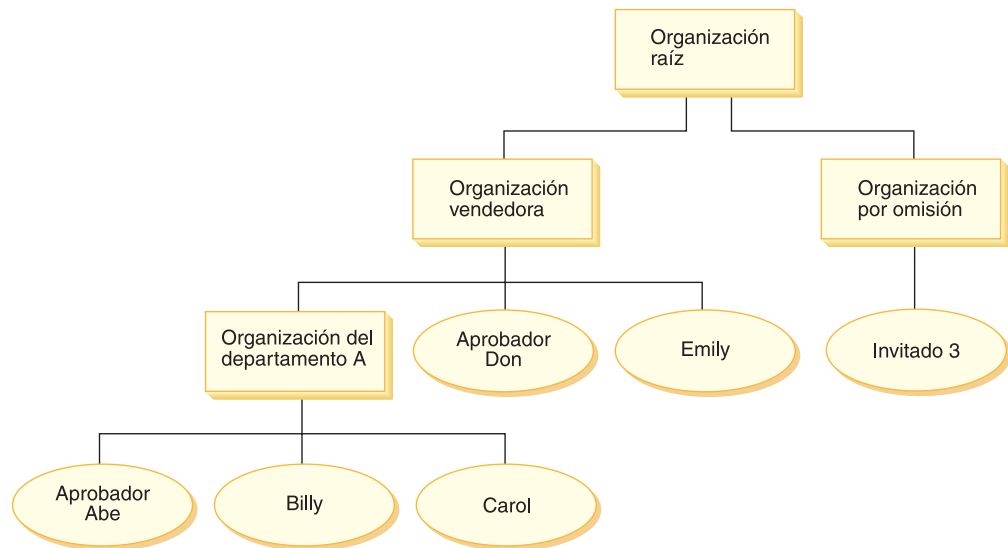 Organización
raíz
Organización
vendedora
Organización
por omisión
Organización del
departamento A
Aprobador
Don
Emily
Invitado 3
Aprobador
Abe
Billy
Carol